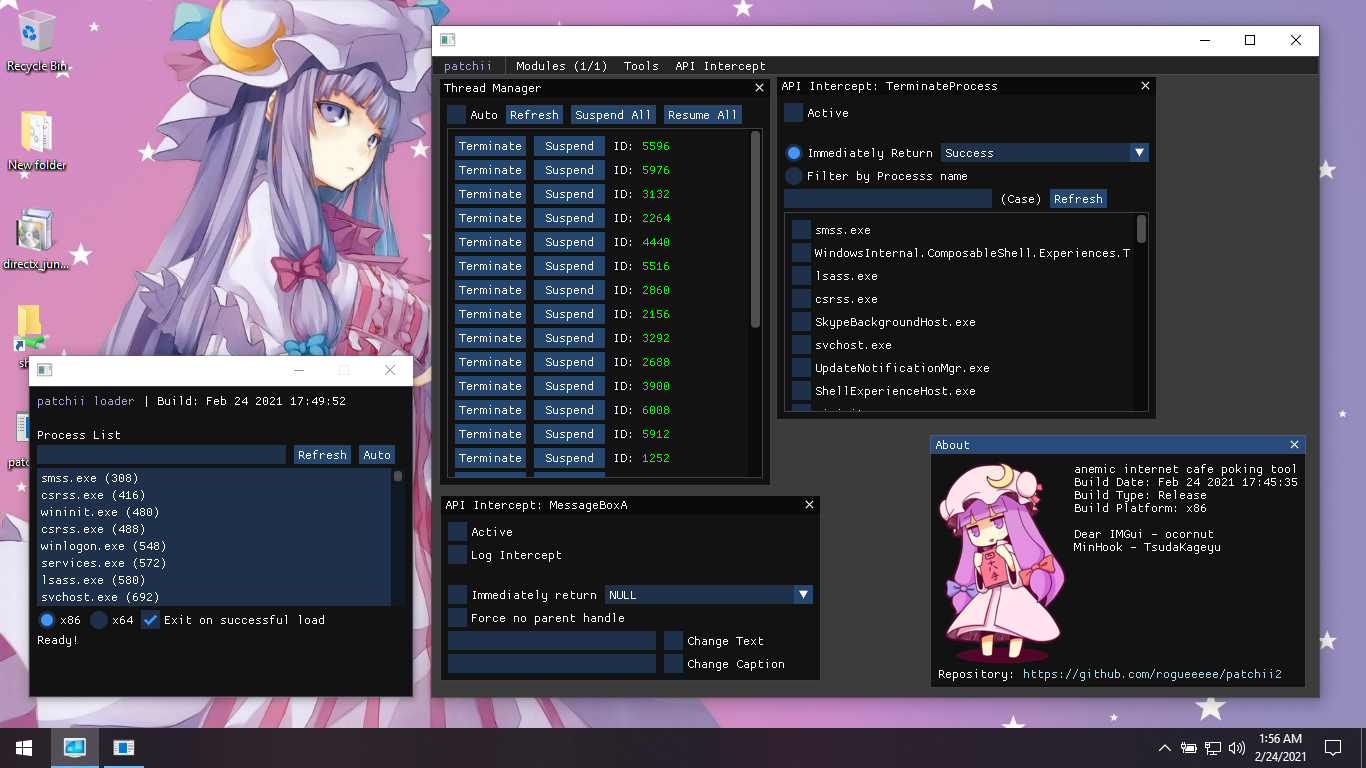 Recycle Bin
New folder
directx_jun...
patchii
Modules (1/1)
Tools
API Intercept
Thread Manager
Auto
Refresh
Suspend All
Resume All
Terminate Suspend ID: 5596
Terminate Suspend ID: 5976
Terminate Suspend ID: 3132
Terminate Suspend ID: 2264
Terminate Suspend ID: 4440
Terminate Suspend ID: 5516
Terminate Suspend ID: 2860
Terminate Suspend ID: 2156
Terminate Suspend ID: 3292
Terminate Suspend ID: 2688
Terminate Suspend ID: 3900
Terminate Suspend ID: 6008
Terminate Suspend ID: 5912
Terminate Suspend ID: 1252
API Intercept: TerminateProcess
Active
Immediately Return Success
Filter by Processs name
(Case) Refresh
smss.exe
WindowsInternal.ComposableShell.Experiences.T
lsass.exe
csrss.exe
SkypeBackgroundHost.exe
svchost.exe
UpdateNotificationMgr.exe
ShellExperienceHost.exe
patchii loader | Build: Feb 24 2021 17:49:52
Process List
Refresh Auto
smss.exe (308)
csrss.exe (416)
wininit.exe (480)
csrss.exe (488)
winlogon.exe (548)
services.exe (572)
lsass.exe (580)
svchost.exe (692)
x86 x64 Exit on successful load
Ready!
API Intercept: MessageBoxA
Active
Log Intercept
Immediately return NULL
Force no parent handle
Change Text
Change Caption
About
anemic internet cafe poking tool
Build Date: Feb 24 2021 17:45:35
Build Type: Release
Build Platform: x86
Dear IMGui - ocornut
MinHook - TsudaKageyu
Repository: https://github.com/rogueeeee/patchii2
1:56 AM
2/24/2021